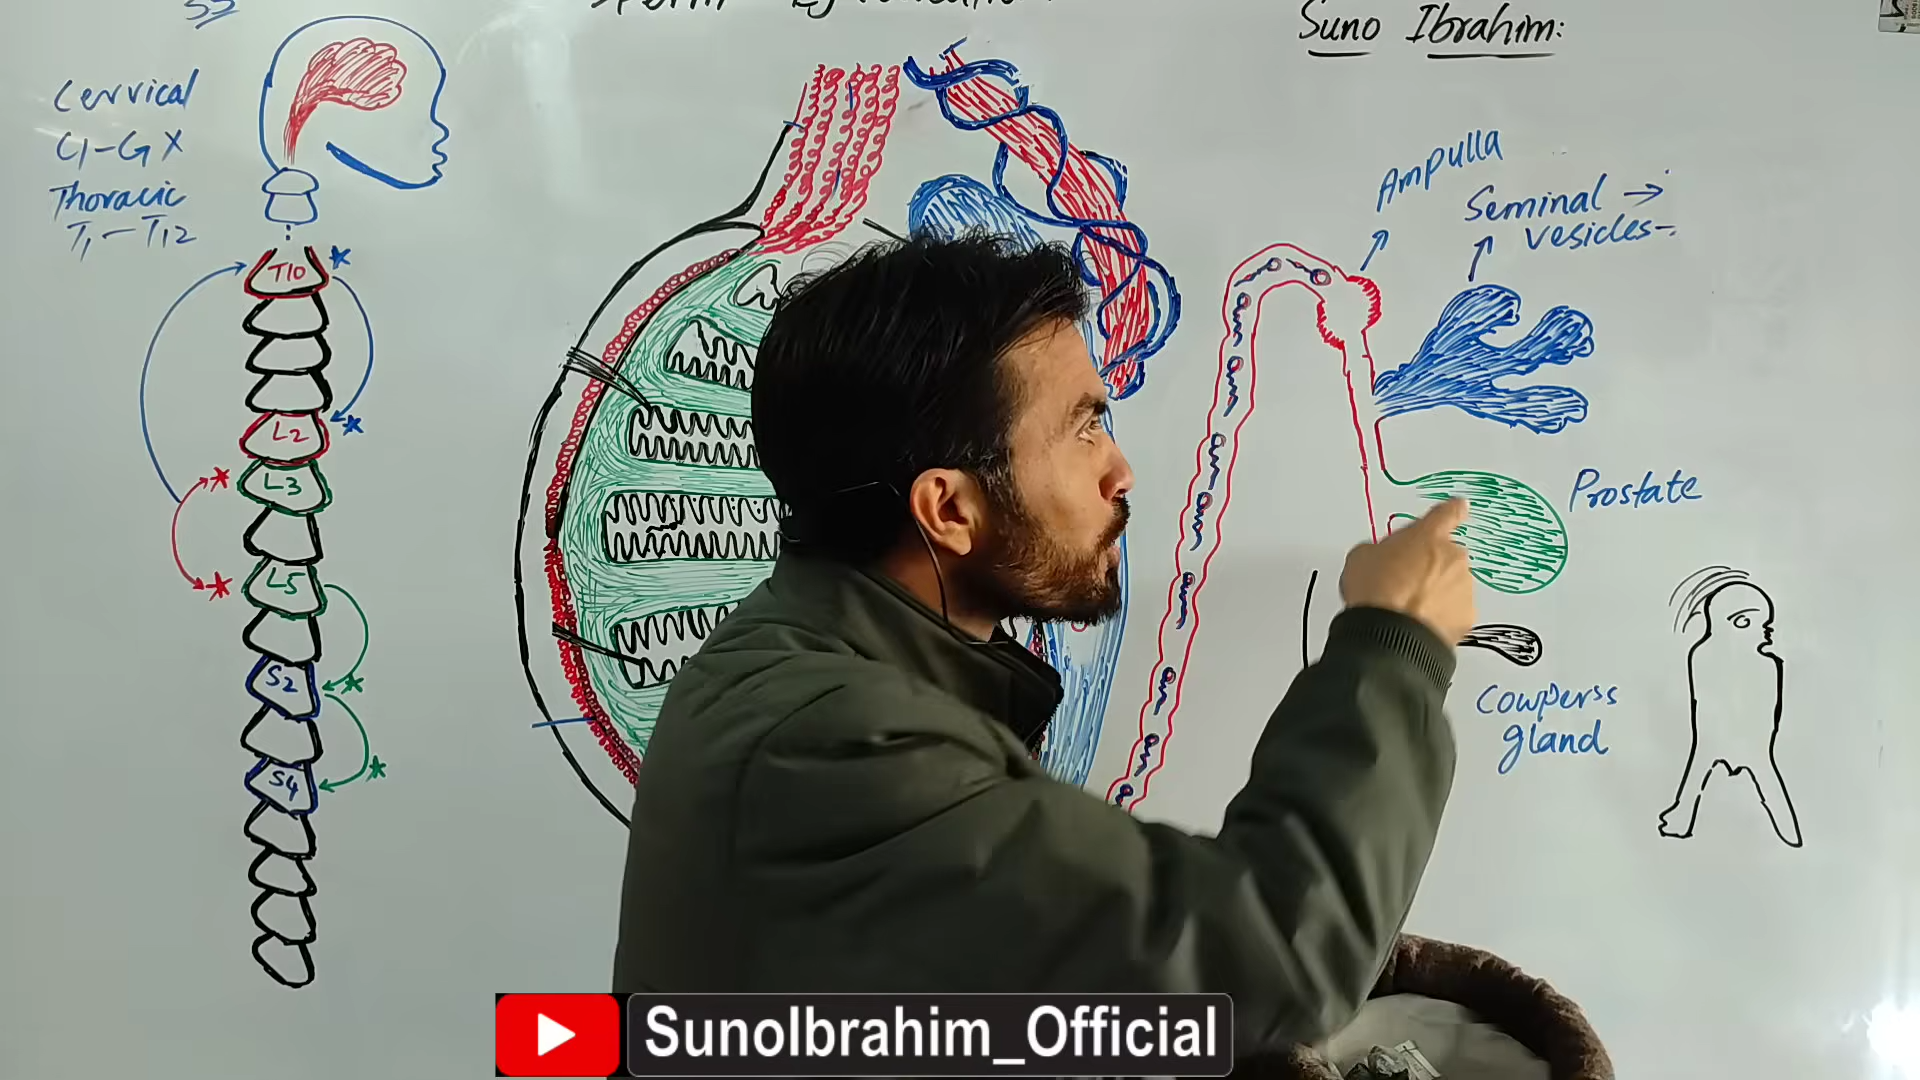 Suno Ibrahim:
Cervical
C1-C7 X
Thoracic
T1-T12
T10
L2
L3
L5
S2
S4
Ampulla
Seminal →
vesicles-.
Prostate
Cowperss
gland
SunoIbrahim_Official